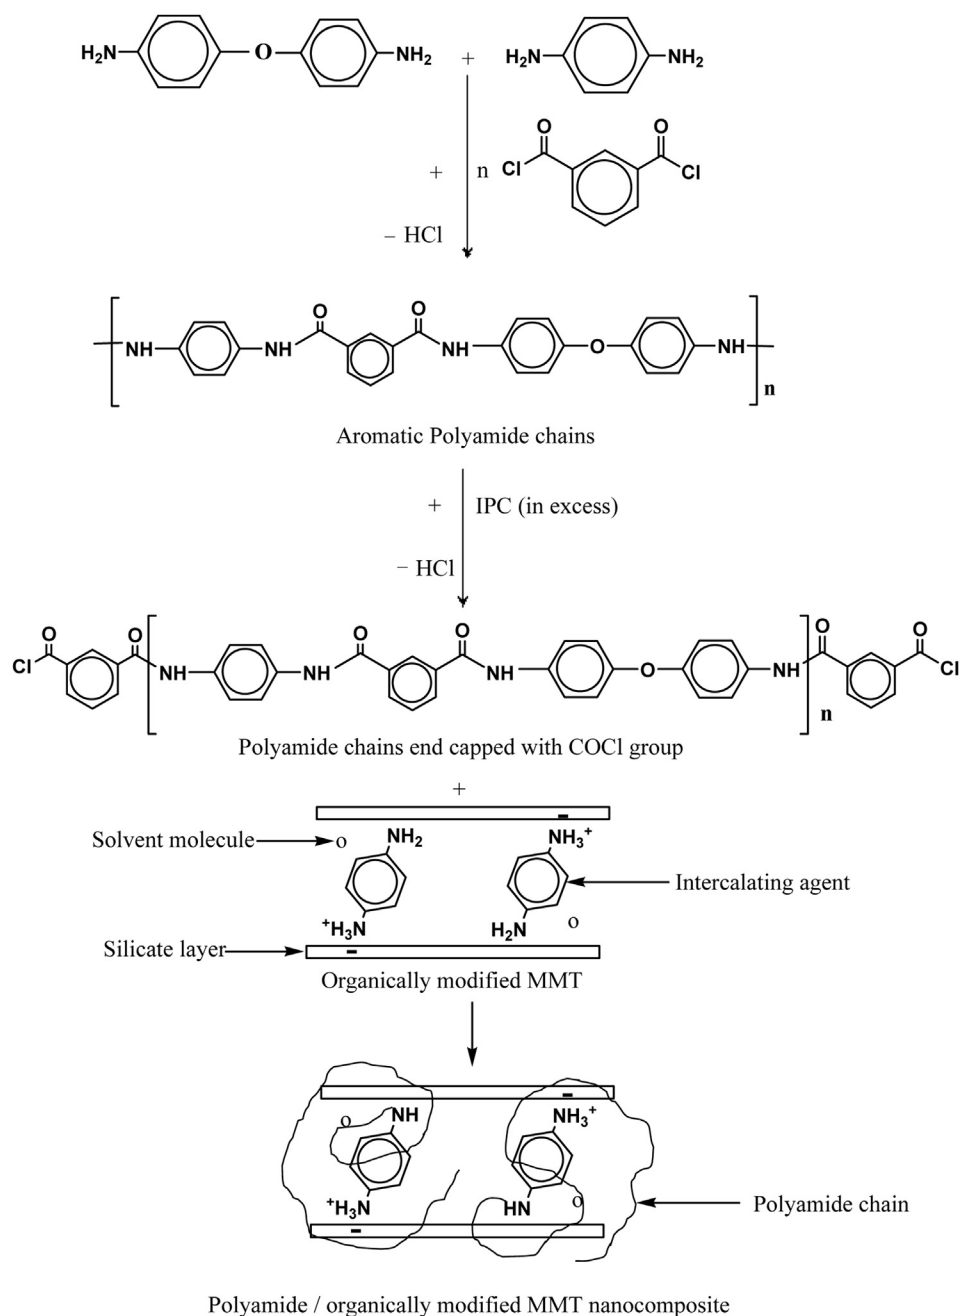 H2N O NH2 + H2N NH2
O O
+ n Cl Cl
– HCl
O O
NH NH NH O NH n
Aromatic Polyamide chains
+ IPC (in excess)
– HCl
O O O O O O
Cl NH NH NH O NH Cl
n
Polyamide chains end capped with COCl group
+
Solvent molecule o NH2 NH3+
Intercalating agent
+H3N H2N o
Silicate layer
Organically modified MMT
o NH NH3+
+H3N HN o Polyamide chain
Polyamide / organically modified MMT nanocomposite